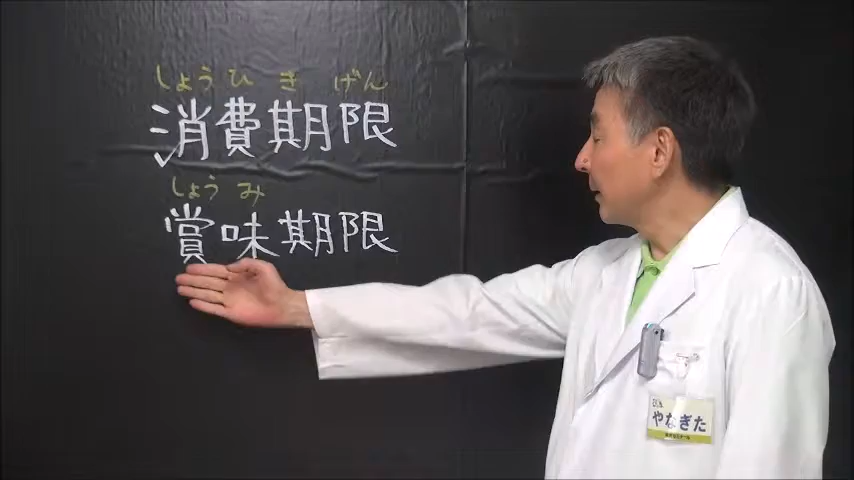 しょうひ き げん
消費期限
しょう み
賞味期限
やなぎた